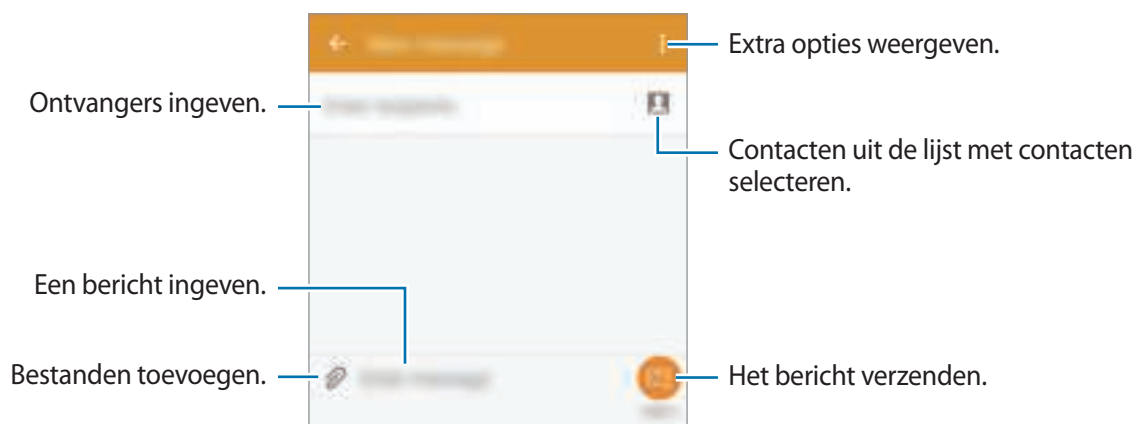 Extra opties weergeven.
Ontvangers ingeven.
Contacten uit de lijst met contacten
selecteren.
Een bericht ingeven.
Bestanden toevoegen.
Het bericht verzenden.